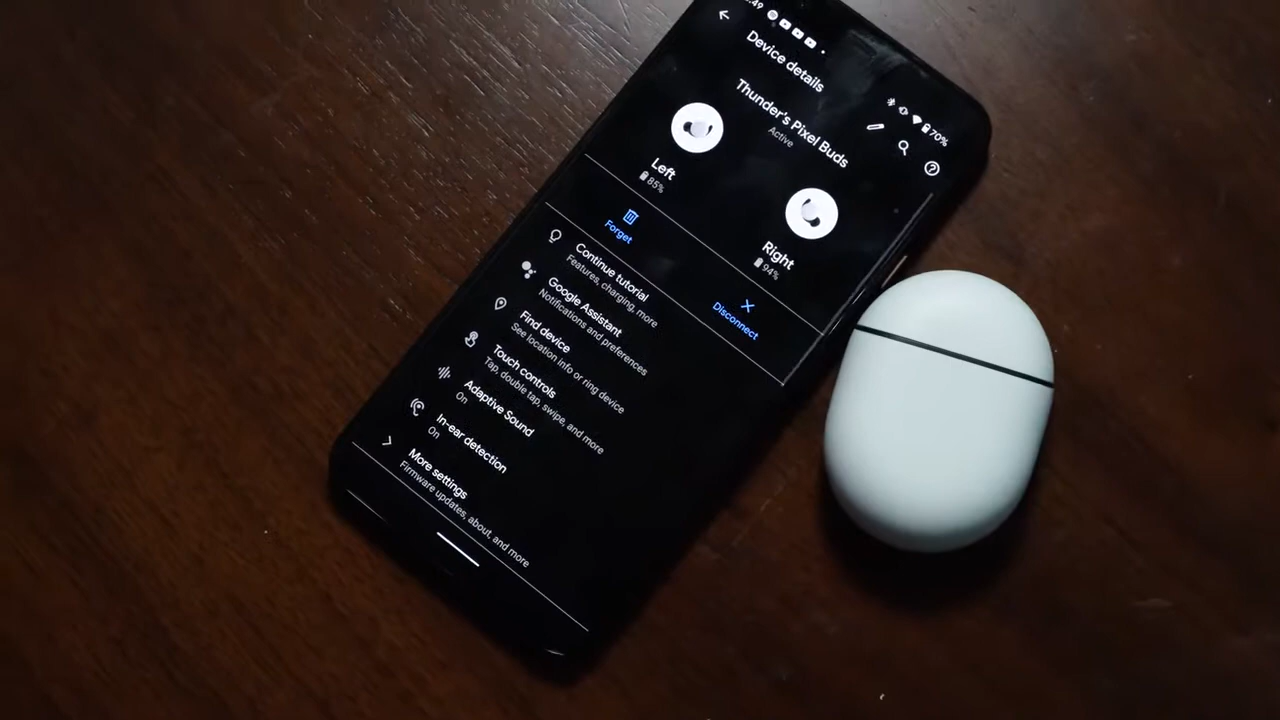 :49
70%
Device details
Thunder's Pixel Buds
Active
Left
85%
Right
94%
Forget
Disconnect
Continue tutorial
Features, charging, more
Google Assistant
Notifications and preferences
Find device
See location info or ring device
Touch controls
Tap, double tap, swipe, and more
Adaptive Sound
On
In-ear detection
On
More settings
Firmware updates, about, and more